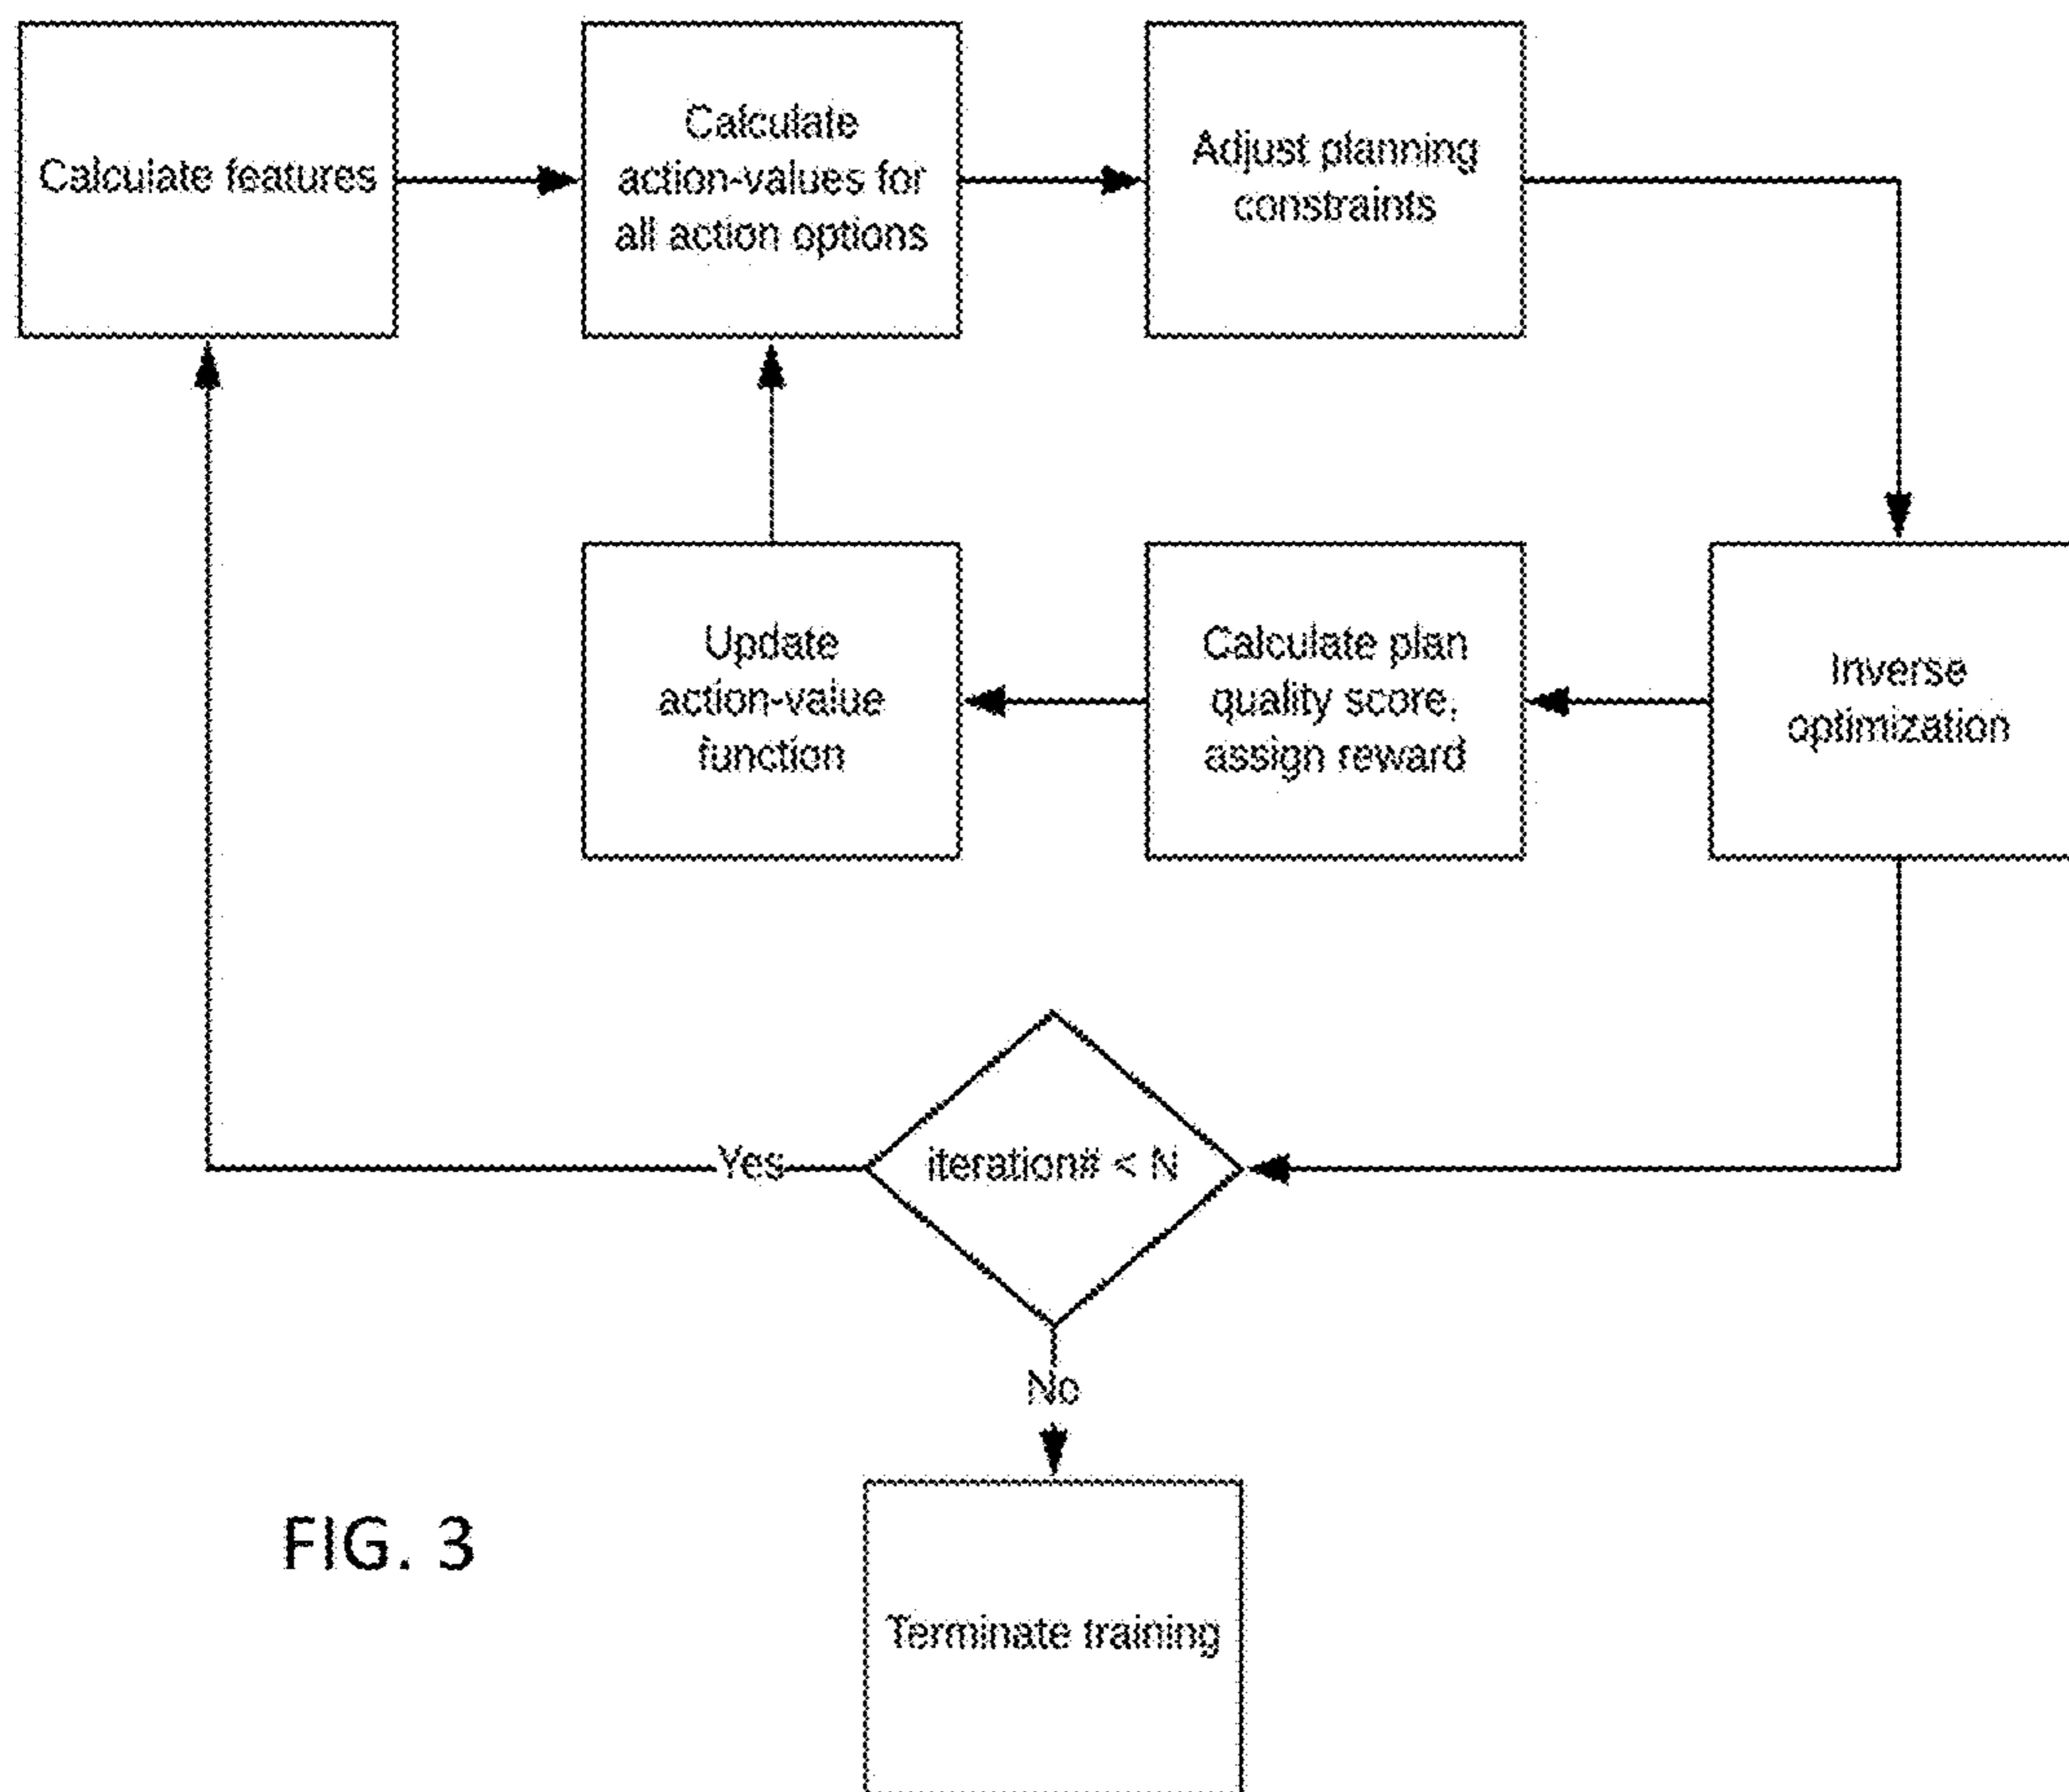 Calculate features
Calculate
action-values for
all action options
Adjust planning
constraints
Update
action-value
function
Calculate plan
quality score,
assign reward
Inverse
optimization
Yes
iteration# < N
No
FIG. 3
Terminate training